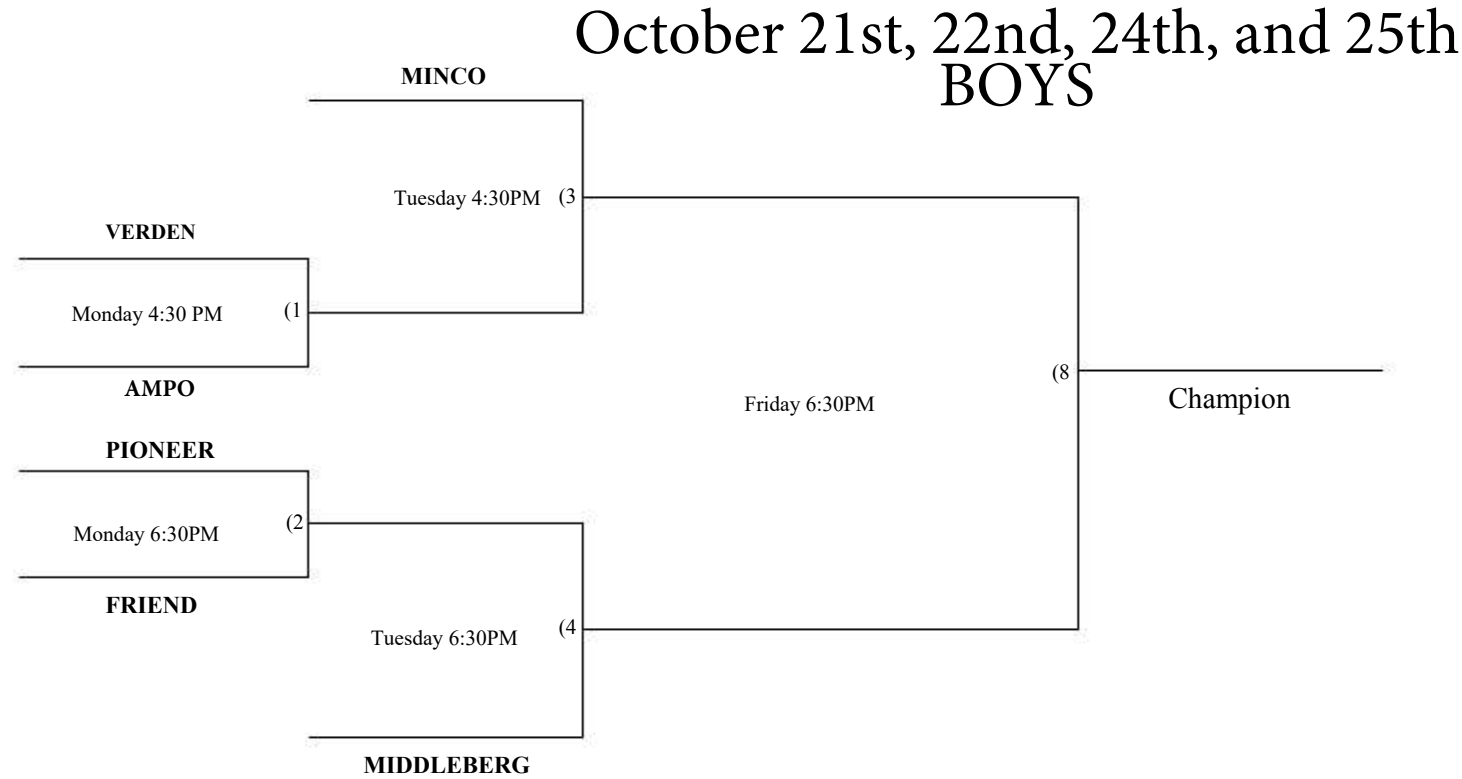 October 21st, 22nd, 24th, and 25th
BOYS
MINCO
Tuesday 4:30PM (3
VERDEN
Monday 4:30 PM (1
AMPO
Friday 6:30PM
(8
Champion
PIONEER
Monday 6:30PM (2
FRIEND
Tuesday 6:30PM (4
MIDDLEBERG